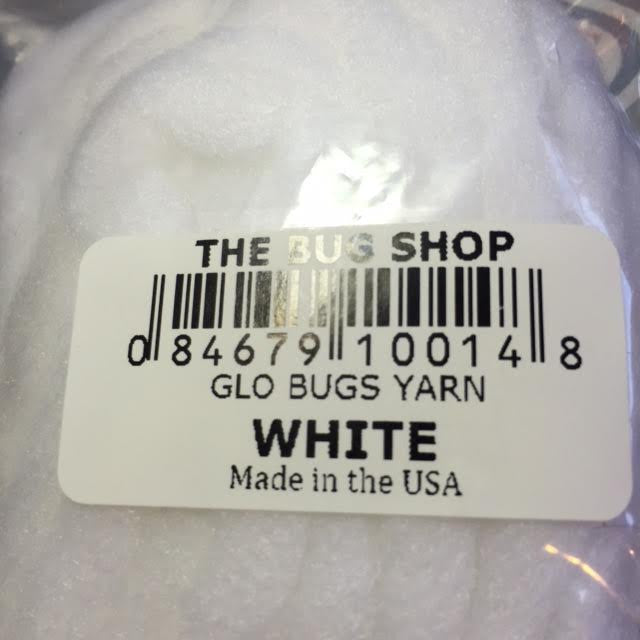 THE BUG SHOP
0 84679 10014 8
GLO BUGS YARN
WHITE
Made in the USA